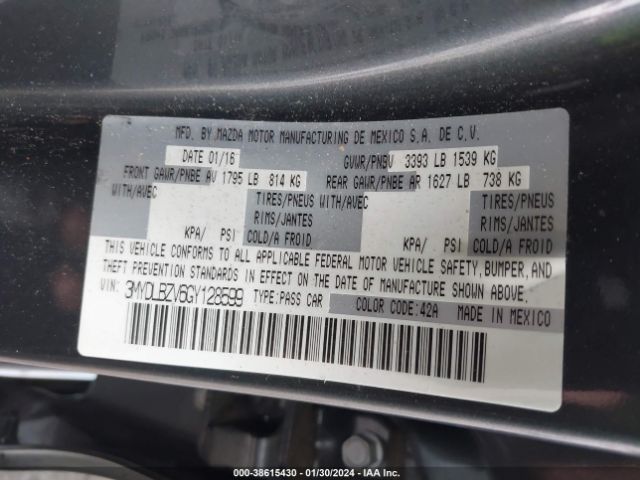 MFD. BY MAZDA MOTOR MANUFACTURING DE MEXICO S.A. DE C.V.
DATE 01/16 GVWR/PNBV 3393 LB 1539 KG
FRONT GAWR/PNBE AV 1795 LB 814 KG REAR GAWR/PNBE AR 1627 LB 738 KG
WITH/AVEC TIRES/PNEUS WITH/AVEC TIRES/PNEUS
RIMS/JANTES RIMS/JANTES
KPA/ PSI COLD/A FROID KPA/ PSI COLD/A FROID
THIS VEHICLE CONFORMS TO ALL APPLICABLE FEDERAL MOTOR VEHICLE SAFETY, BUMPER, AND
THEFT PREVENTION STANDARDS IN EFFECT ON THE DATE OF MANUFACTURE SHOWN ABOVE.
VIN: 3MYDLBZV6GY128599 TYPE:PASS CAR COLOR CODE:42A MADE IN MEXICO
000-38615430 - 01/30/2024 - IAA Inc.